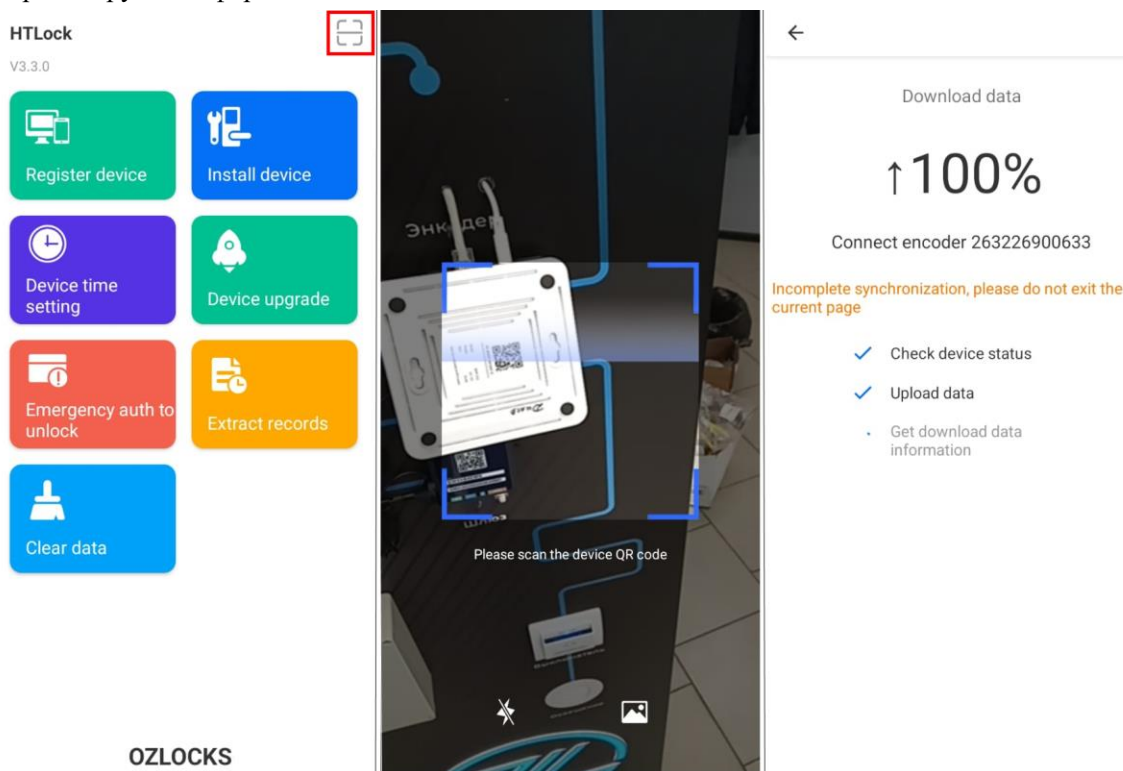 HTLock
V3.3.0
Register device
Install device
Device time
setting
Device upgrade
Emergency auth to
unlock
Extract records
Clear data
OZLOCKS
Энкодер
Шлюз
Please scan the device QR code
Download data
↑100%
Connect encoder 263226900633
Incomplete synchronization, please do not exit the
current page
Check device status
Upload data
Get download data
information